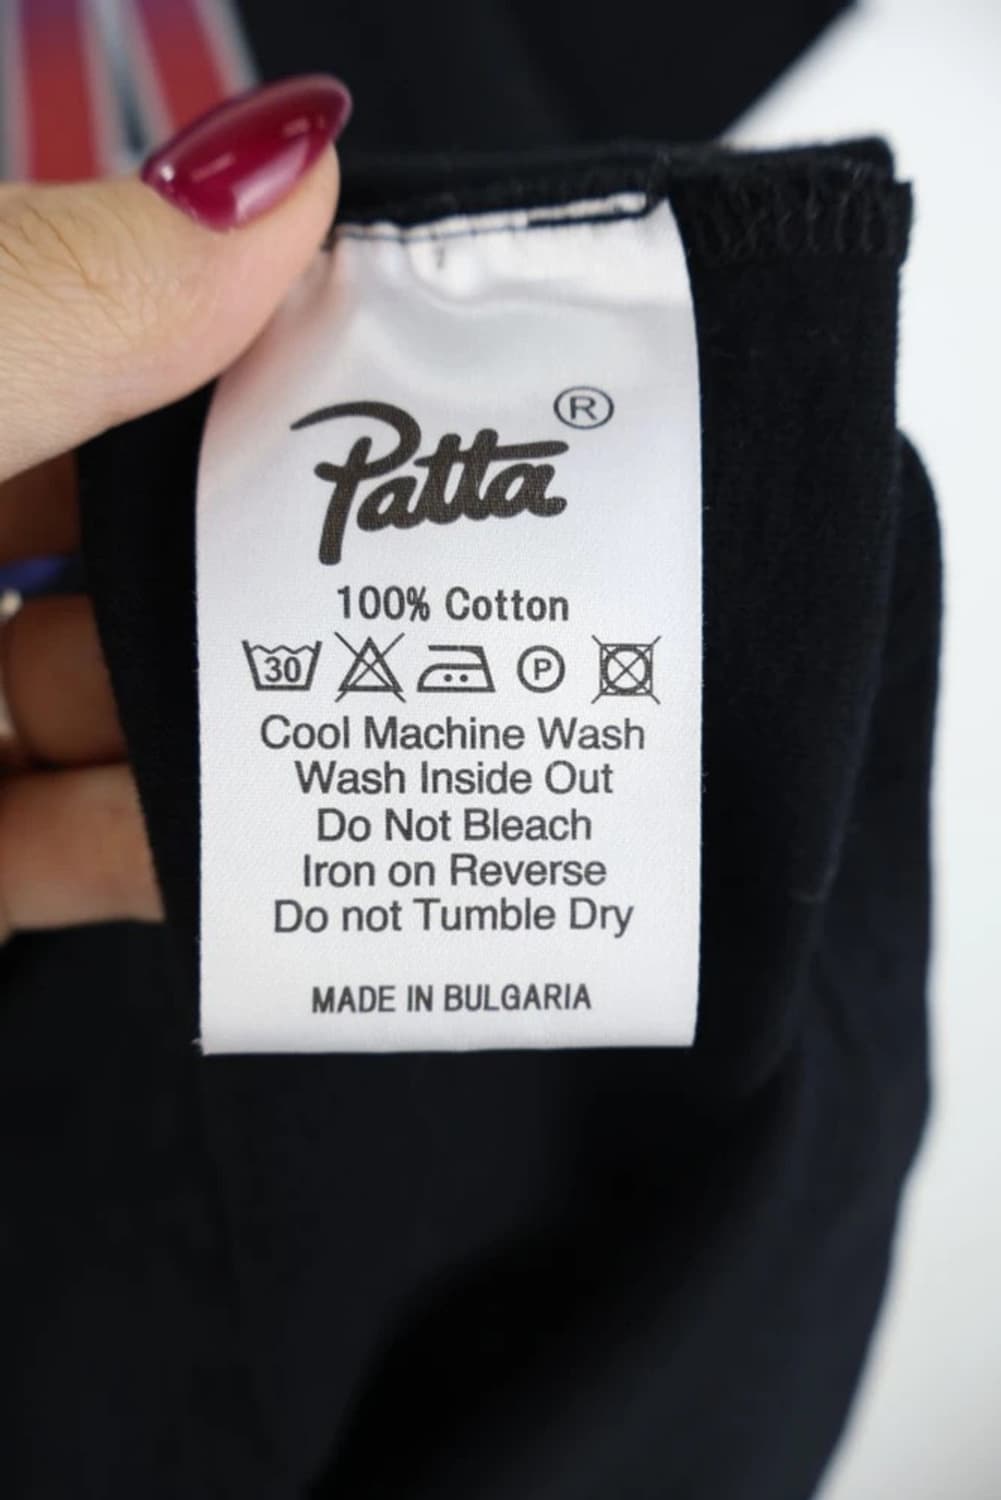 Patta®
100% Cotton
30 P
Cool Machine Wash
Wash Inside Out
Do Not Bleach
Iron on Reverse
Do not Tumble Dry
MADE IN BULGARIA